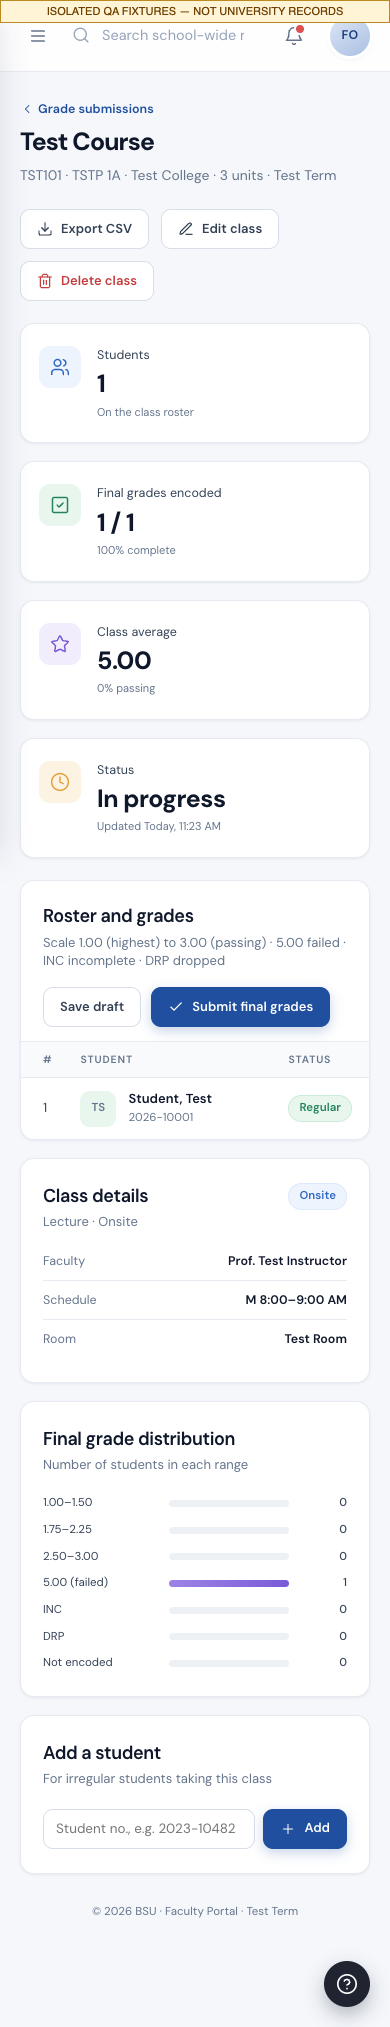 ISOLATED QA FIXTURES — NOT UNIVERSITY RECORDS
Search school-wide r
FO
Grade submissions
Test Course
TST101 · TSTP 1A · Test College · 3 units · Test Term
Export CSV
Edit class
Delete class
Students
1
On the class roster
Final grades encoded
1 / 1
100% complete
Class average
5.00
0% passing
Status
In progress
Updated Today, 11:23 AM
Roster and grades
Scale 1.00 (highest) to 3.00 (passing) · 5.00 failed ·
INC incomplete · DRP dropped
Save draft
Submit final grades
# STUDENT STATUS
1 TS Student, Test Regular
2026-10001
Class details Onsite
Lecture · Onsite
Faculty Prof. Test Instructor
Schedule M 8:00–9:00 AM
Room Test Room
Final grade distribution
Number of students in each range
1.00–1.50 0
1.75–2.25 0
2.50–3.00 0
5.00 (failed) 1
INC 0
DRP 0
Not encoded 0
Add a student
For irregular students taking this class
Student no., e.g. 2023-10482
Add
© 2026 BSU · Faculty Portal · Test Term